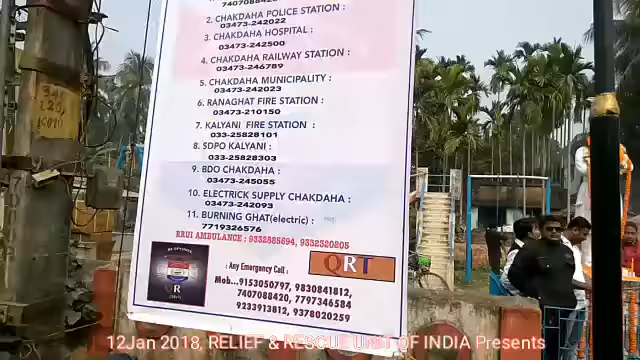 7407088420
2. CHAKDAHA POLICE STATION :
03473-242022
3. CHAKDAHA HOSPITAL :
03473-242500
4. CHAKDAHA RAILWAY STATION :
03473-246789
5. CHAKDAHA MUNICIPALITY :
03473-242023
6. RANAGHAT FIRE STATION :
03473-210150
7. KALYANI FIRE STATION :
033-25828101
8. SDPO KALYANI :
033-25828303
9. BDO CHAKDAHA :
03473-245055
10. ELECTRICK SUPPLY CHAKDAHA :
03473-242093
11. BURNING GHAT(electric) :
7719326576
RRUI AMBULANCE : 9332885694, 9332320205
: Any Emergency Call :
QRT
Mob...9153050797, 9830841812,
7407088420, 7797346584
9233913812, 9378020259
12Jan 2018, RELIEF & RESCUE UNIT OF INDIA Presents